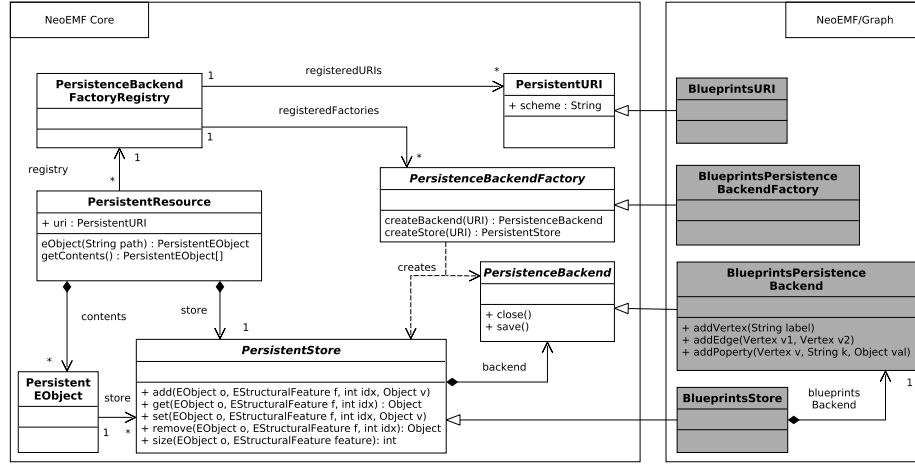 NeoEMF Core
NeoEMF/Graph
PersistenceBackend
FactoryRegistry
1
registeredURIs
*
PersistentURI
+ scheme : String
BlueprintsURI
registeredFactories
1
*
1
registry
*
PersistentResource
+ uri : PersistentURI
eObject(String path) : PersistentEObject
getContents() : PersistentEObject[]
PersistenceBackendFactory
createBackend(URI) : PersistenceBackend
createStore(URI) : PersistentStore
BlueprintsPersistence
BackendFactory
creates
PersistenceBackend
+ close()
+ save()
BlueprintsPersistence
Backend
+ addVertex(String label)
+ addEdge(Vertex v1, Vertex v2)
+ addPoperty(Vertex v, String k, Object val)
contents
*
store
1
PersistentStore
+ add(EObject o, EStructuralFeature f, int idx, Object v)
+ get(EObject o, EStructuralFeature f, int idx) : Object
+ set(EObject o, EStructuralFeature f, int idx, Object v)
+ remove(EObject o, EStructuralFeature f, int idx): Object
+ size(EObject o, EStructuralFeature feature): int
backend
Persistent
EObject
store
1
*
BlueprintsStore
blueprints
Backend
1